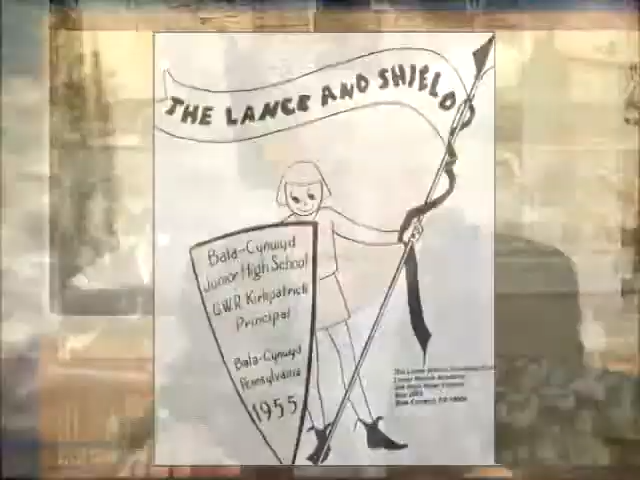 THE LANCE AND SHIELD
Bala-Cynwyd
Junior High School
G.W.R. Kirkpatrick
Principal
Bala-Cynwyd
Pennsylvania
1955